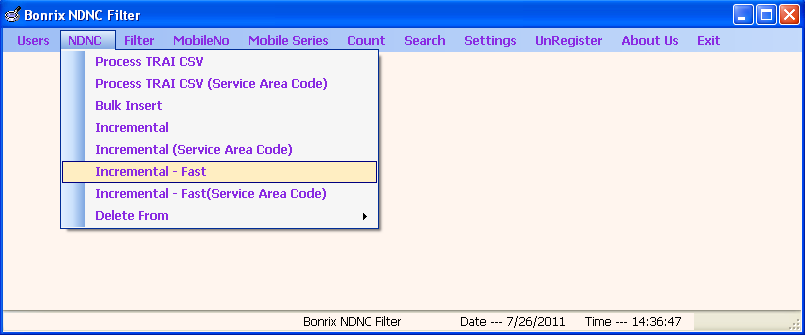 Bonrix NDNC Filter
Users NDNC Filter MobileNo Mobile Series Count Search Settings UnRegister About Us Exit
Process TRAI CSV
Process TRAI CSV (Service Area Code)
Bulk Insert
Incremental
Incremental (Service Area Code)
Incremental - Fast
Incremental - Fast(Service Area Code)
Delete From
Bonrix NDNC Filter Date --- 7/26/2011 Time --- 14:36:47